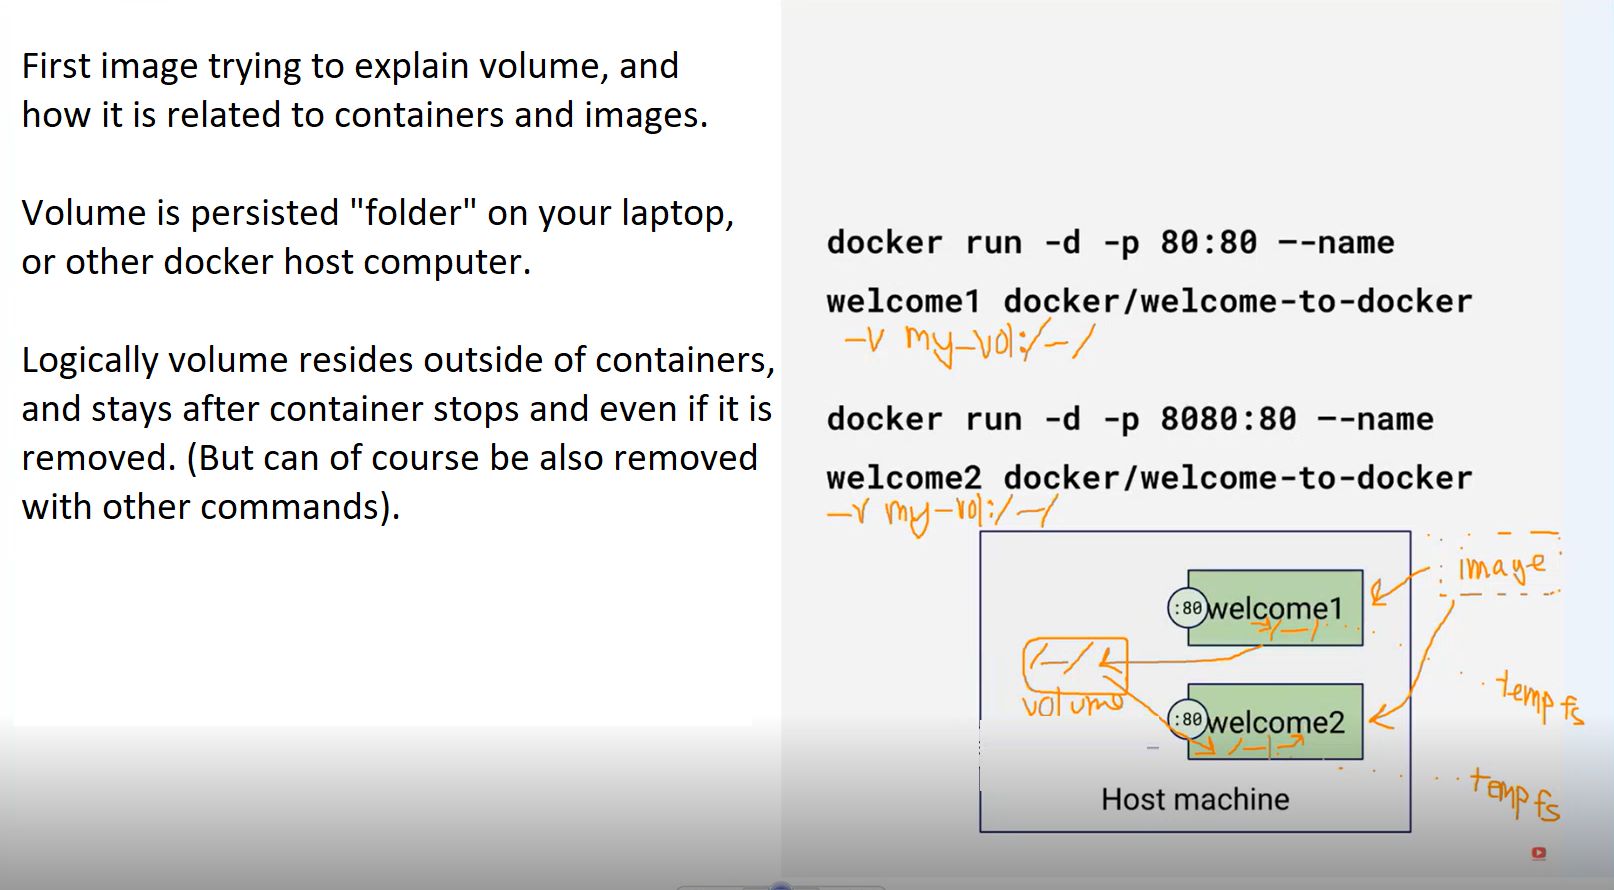 First image trying to explain volume, and
how it is related to containers and images.
Volume is persisted "folder" on your laptop,
or other docker host computer.
Logically volume resides outside of containers,
and stays after container stops and even if it is
removed. (But can of course be also removed
with other commands).
docker run -d -p 80:80 --name
welcome1 docker/welcome-to-docker
-v my-vol:/-/
docker run -d -p 8080:80 --name
welcome2 docker/welcome-to-docker
-v my-vol:/-/
image
:80 welcome1
/-/
/-/
volume
tempfs
:80 welcome2
/-/
tempfs
Host machine